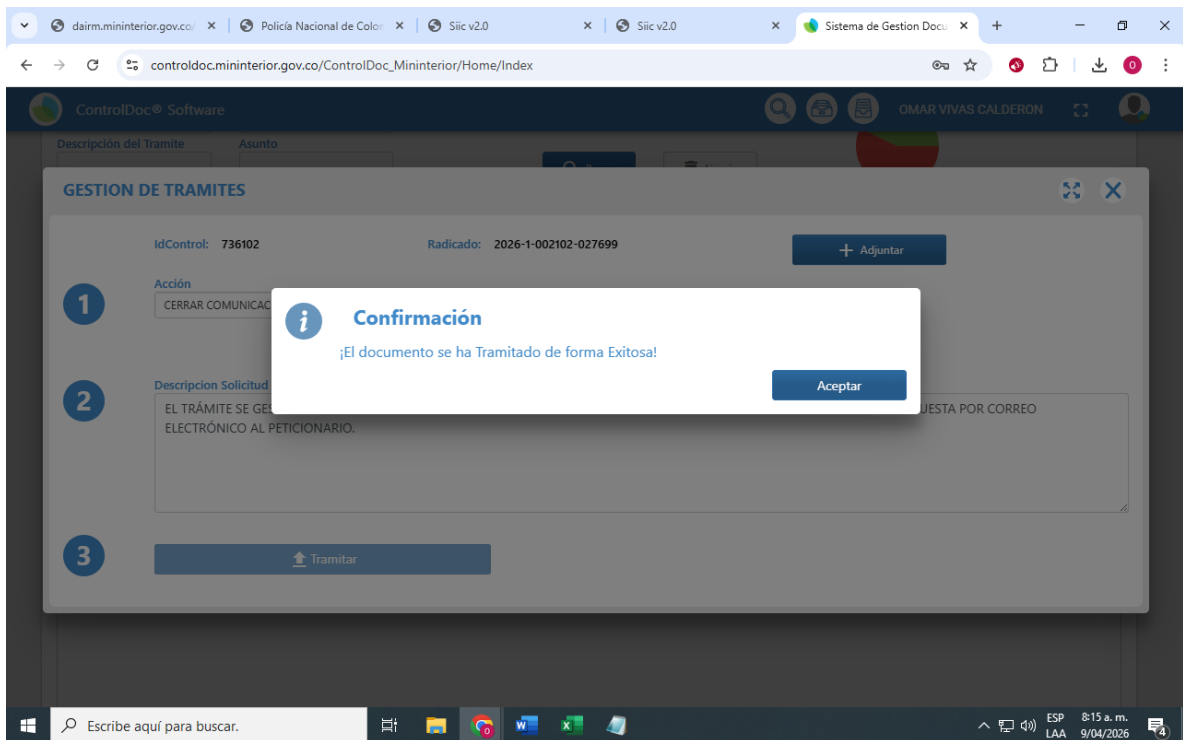 dairm.mininterior.gov.co/
Policía Nacional de Colon
Siic v2.0
Siic v2.0
Sistema de Gestion Docu
controldoc.mininterior.gov.co/ControlDoc_Mininterior/Home/Index
O
ControlDoc® Software
OMAR VIVAS CALDERON
Descripción del Tramite Asunto
GESTION DE TRAMITES
IdControl: 736102 Radicado: 2026-1-002102-027699
+ Adjuntar
1
Acción
CERRAR COMUNICAC
Confirmación
¡El documento se ha Tramitado de forma Exitosa!
Aceptar
2
Descripcion Solicitud
EL TRÁMITE SE GES UESTA POR CORREO
ELECTRÓNICO AL PETICIONARIO.
3
Tramitar
Escribe aquí para buscar.
ESP 8:15 a. m.
LAA 9/04/2026
4